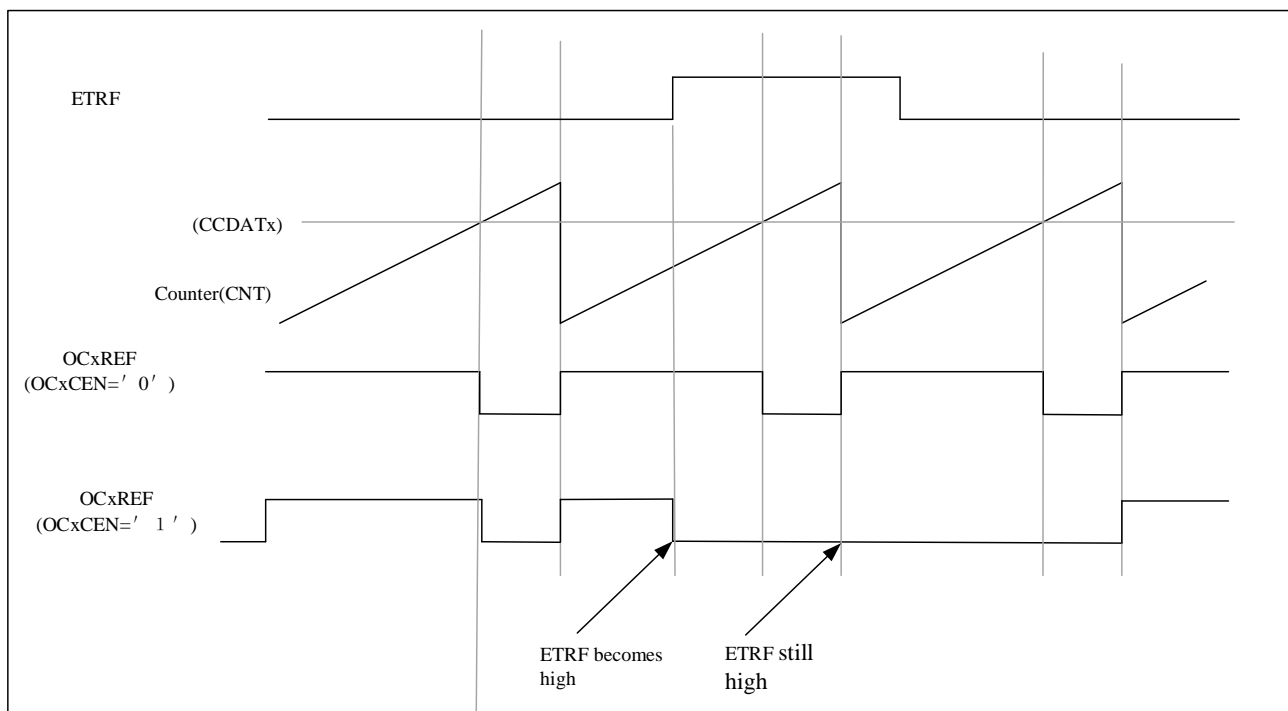 ETRF
(CCDATx)
Counter(CNT)
OCxREF
(OCxCEN=′ 0′ )
OCxREF
(OCxCEN=′ 1 ′ )
ETRF becomes
high
ETRF still
high